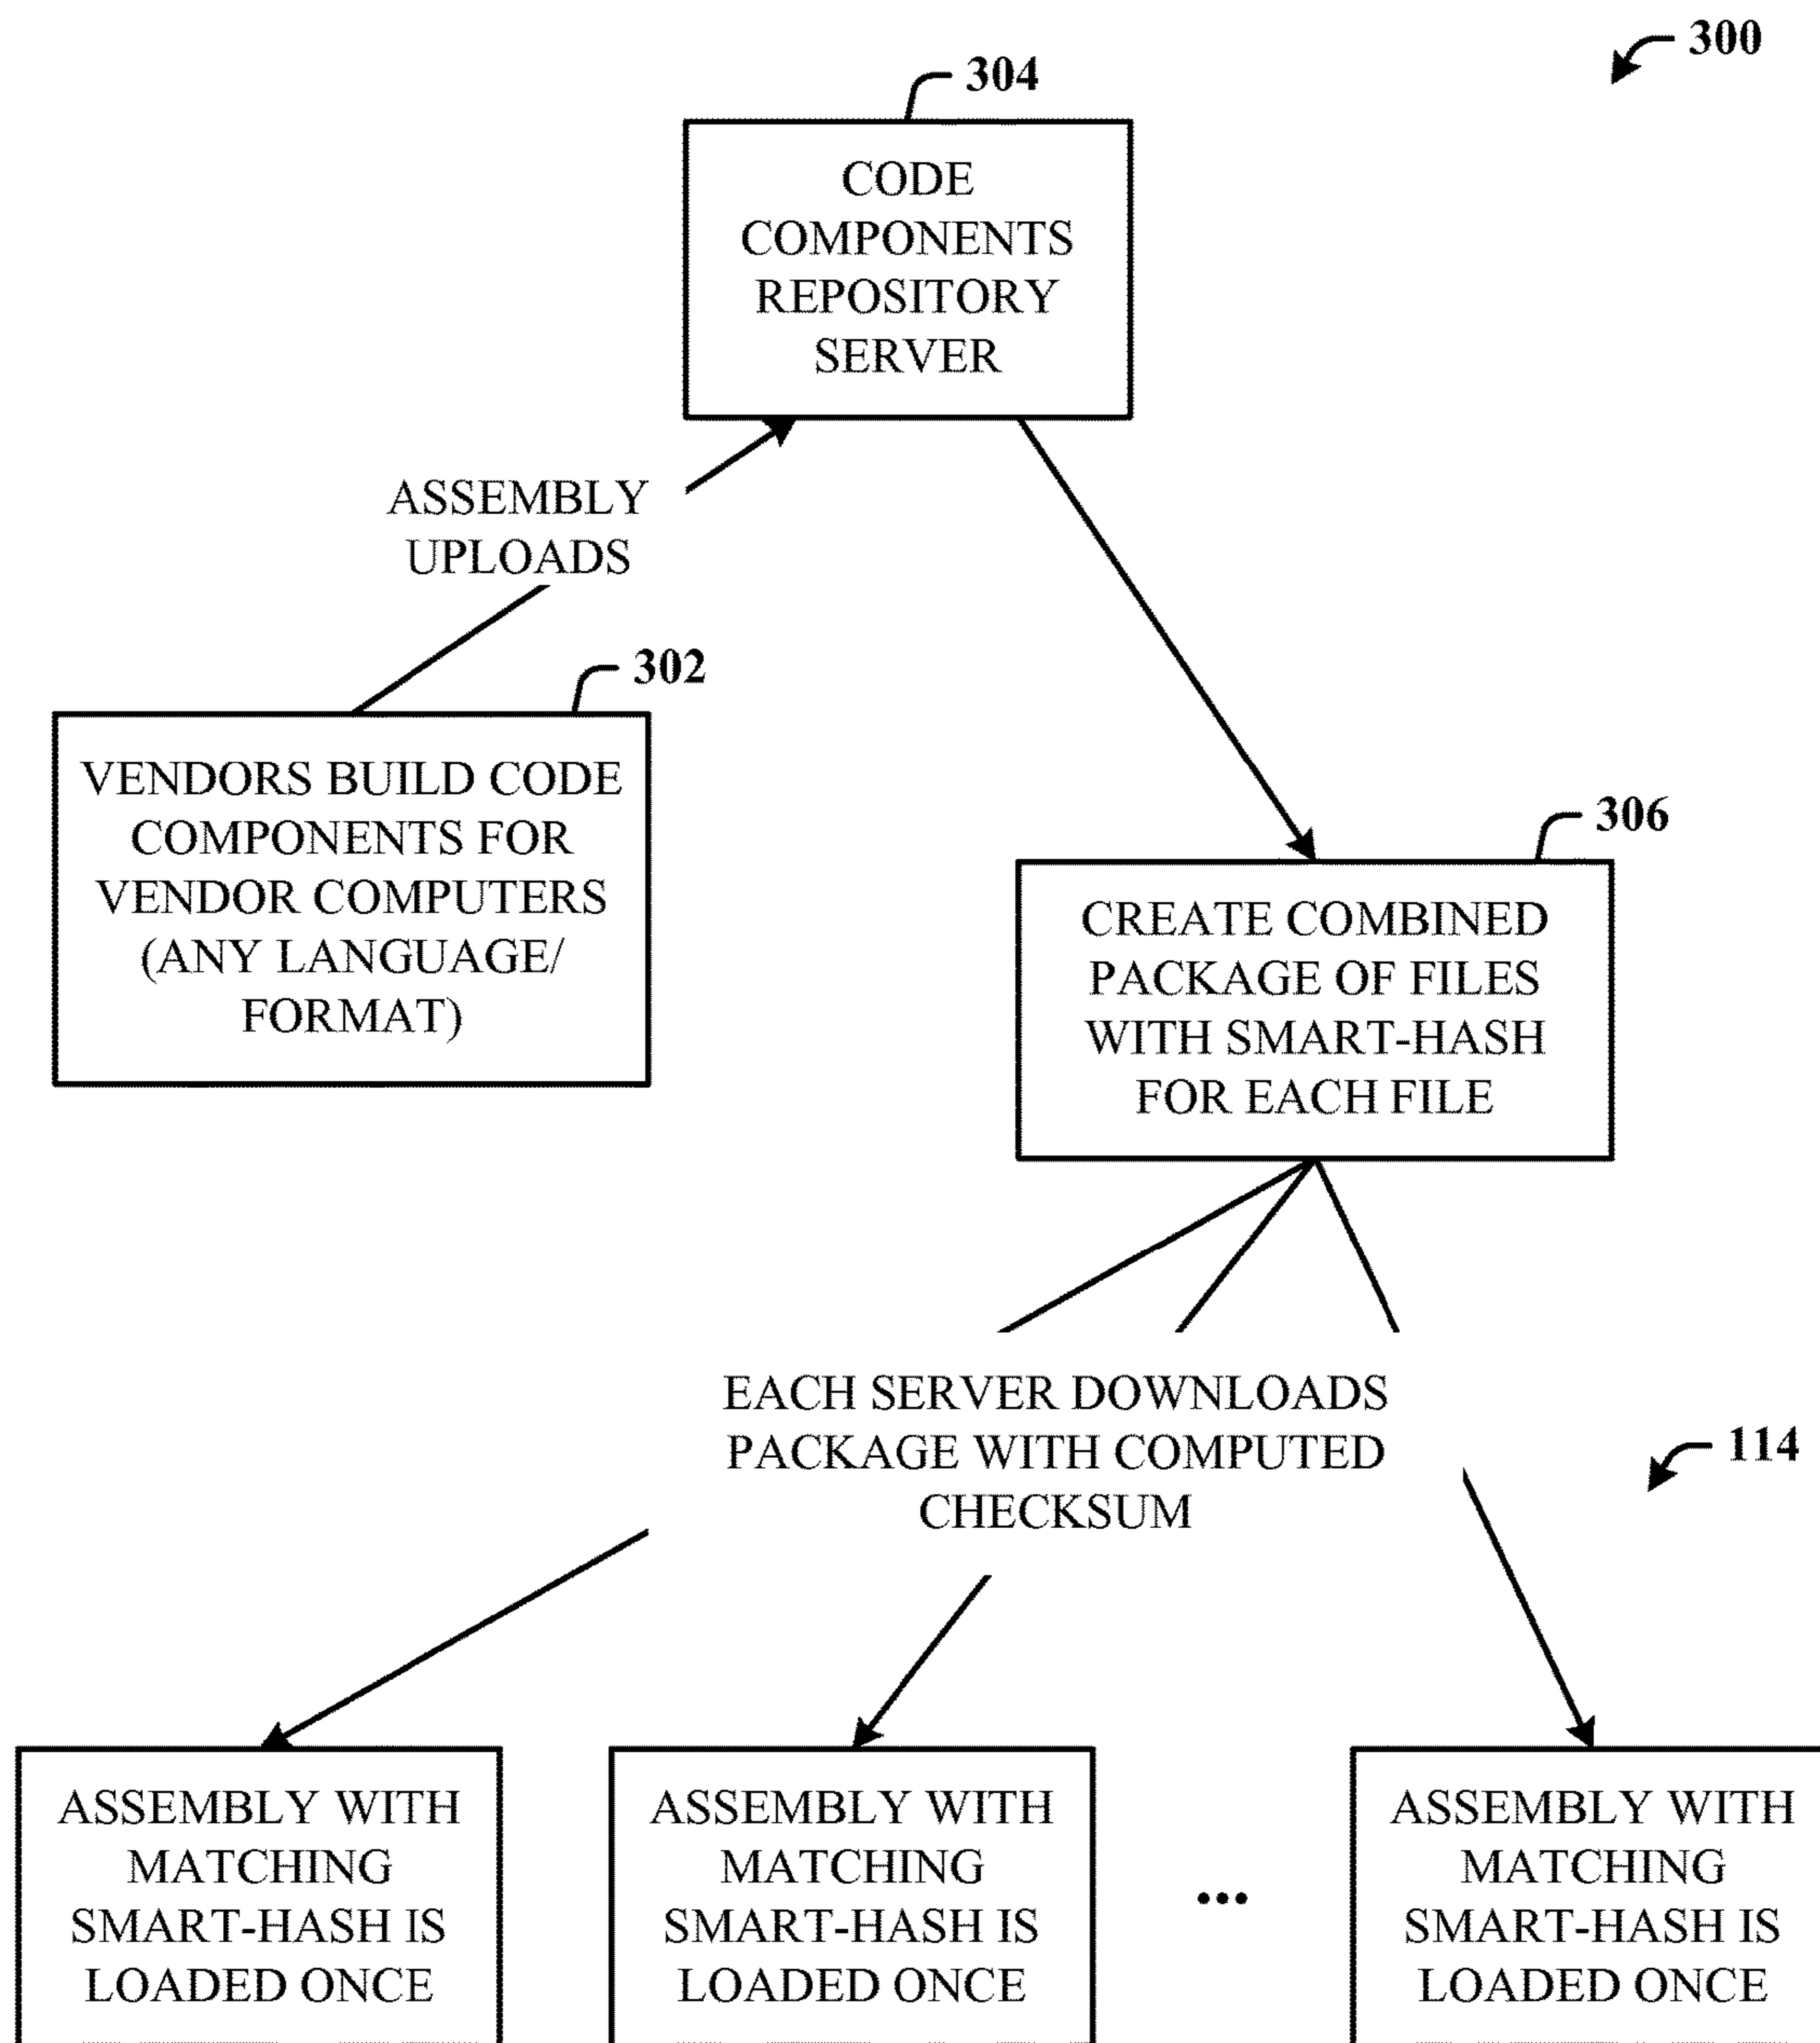 300
304
CODE
COMPONENTS
REPOSITORY
SERVER
ASSEMBLY
UPLOADS
302
VENDORS BUILD CODE
COMPONENTS FOR
VENDOR COMPUTERS
(ANY LANGUAGE/
FORMAT)
306
CREATE COMBINED
PACKAGE OF FILES
WITH SMART-HASH
FOR EACH FILE
EACH SERVER DOWNLOADS
PACKAGE WITH COMPUTED
CHECKSUM
114
ASSEMBLY WITH
MATCHING
SMART-HASH IS
LOADED ONCE
ASSEMBLY WITH
MATCHING
SMART-HASH IS
LOADED ONCE
...
ASSEMBLY WITH
MATCHING
SMART-HASH IS
LOADED ONCE